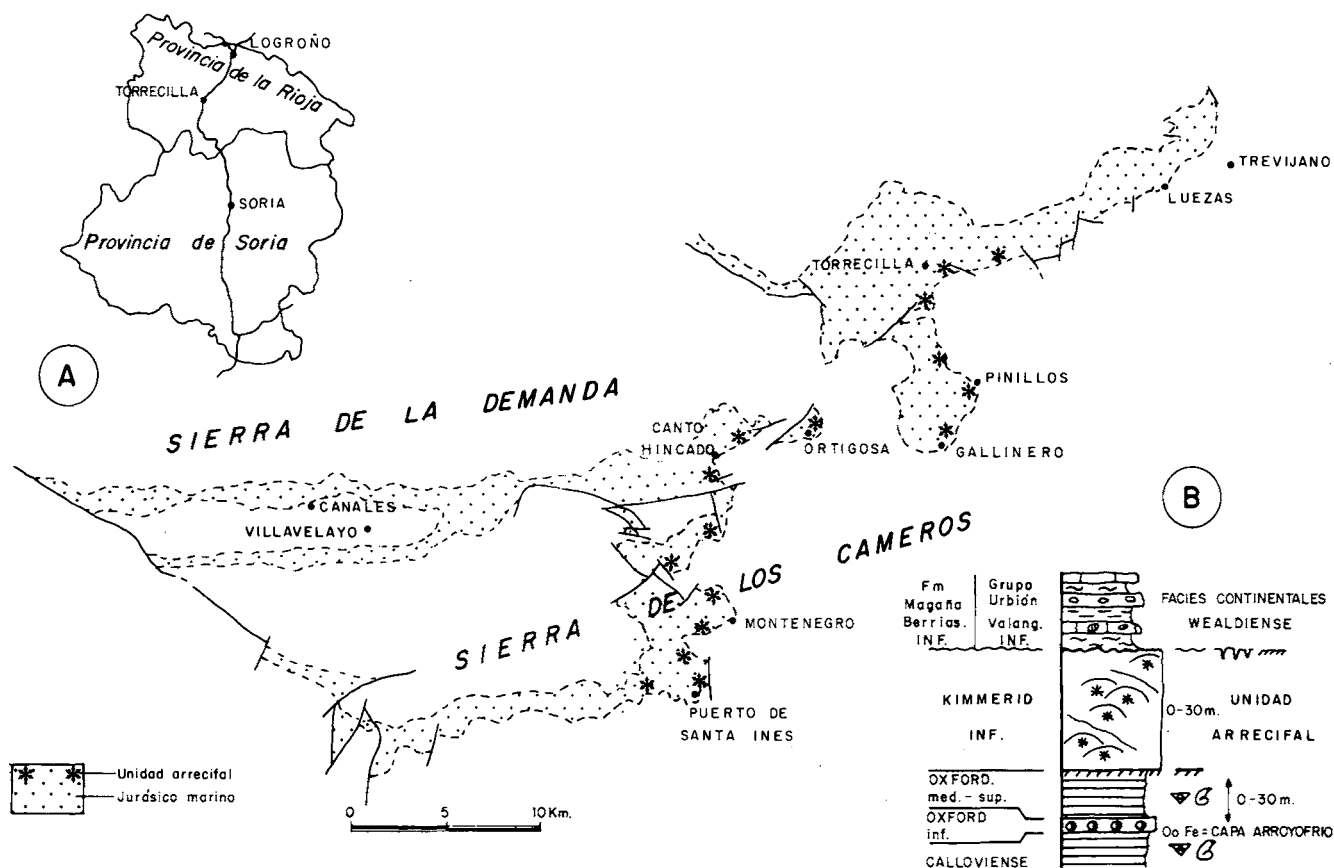 LOGROÑO
Provincia de la Rioja
TORRECILLA
SORIA
Provincia de Soria
A
TREVIJANO
LUEZAS
TORRECILLA
PINILLOS
GALLINERO
SIERRA DE LA DEMANDA
CANTO
HINCADO
ORTIGOSA
CANALES
VILLAVELAYO
SIERRA DE LOS CAMEROS
MONTENEGRO
PUERTO DE
SANTA INES
Unidad arrecifal
Jurásico marino
0 5 10 Km.
B
Fm
Magaña
Berrias.
INF.
Grupo
Urbión
Valang.
INF.
FACIES CONTINENTALES
WEALDIENSE
KIMMERID
INF.
0-30m.
UNIDAD
ARRECIFAL
OXFORD.
med.- sup.
0-30m.
OXFORD
inf.
Oo Fe = CAPA ARROYOFRIO
CALLOVIENSE